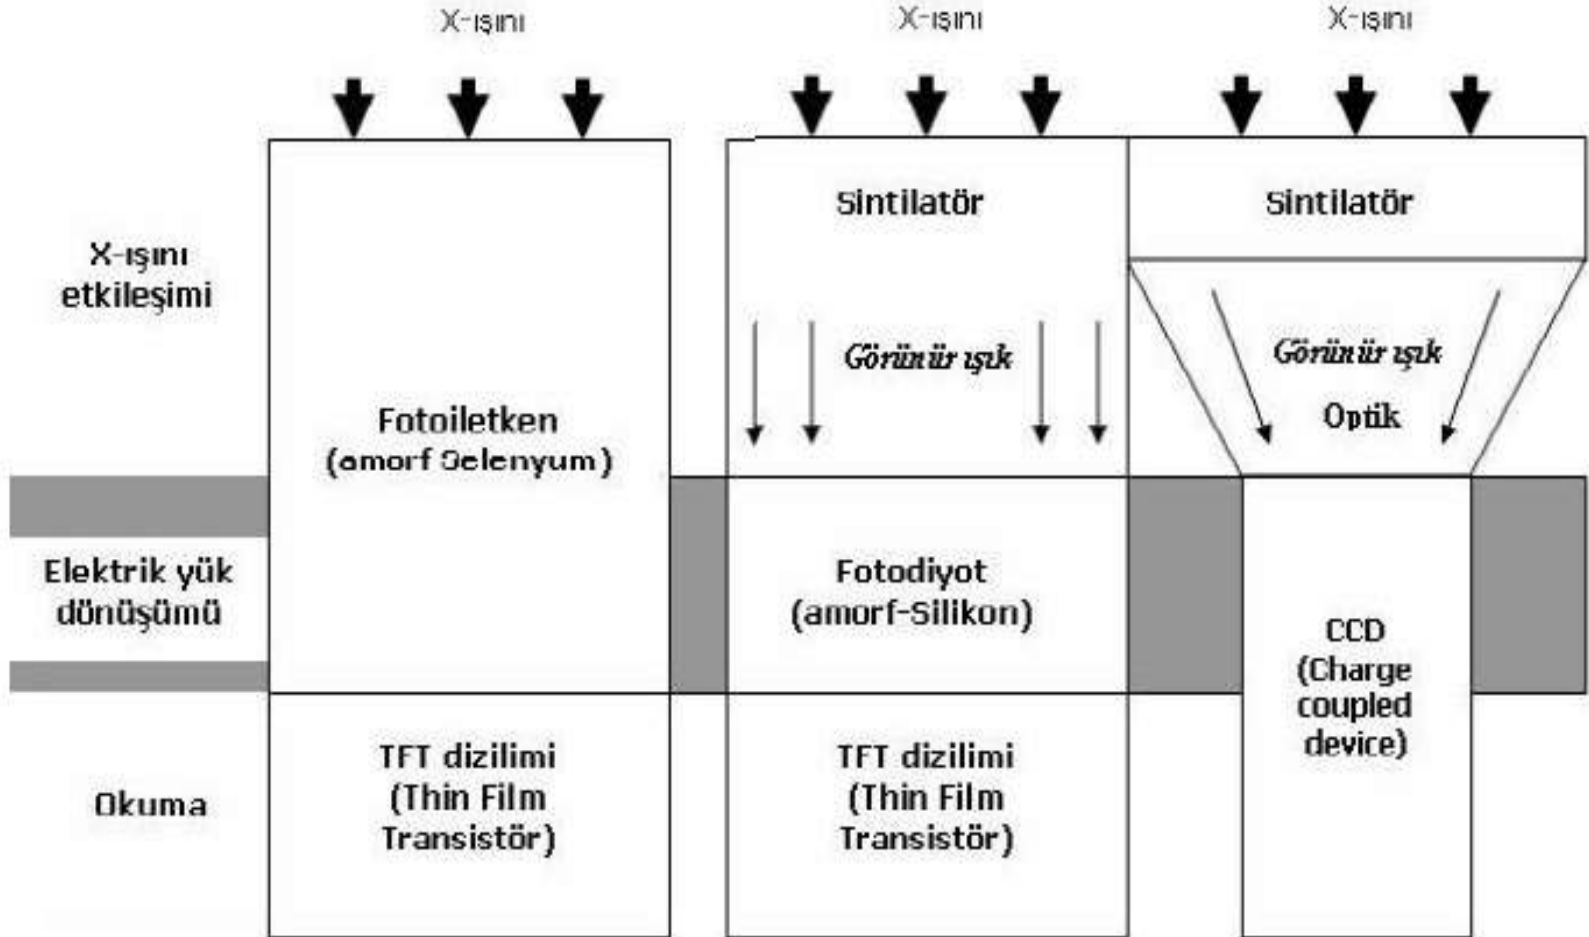 X-ışını
X-ışını
X-ışını
X-ışını
etkileşimi
Fotoiletken
(amorf Selenyum)
Sintilatör
Görünür ışık
Sintilatör
Görünür ışık
Optik
Elektrik yük
dönüşümü
Fotodiyot
(amorf-Silikon)
CCD
(Charge
coupled
device)
Okuma
TFT dizilimi
(Thin Film
Transistör)
TFT dizilimi
(Thin Film
Transistör)